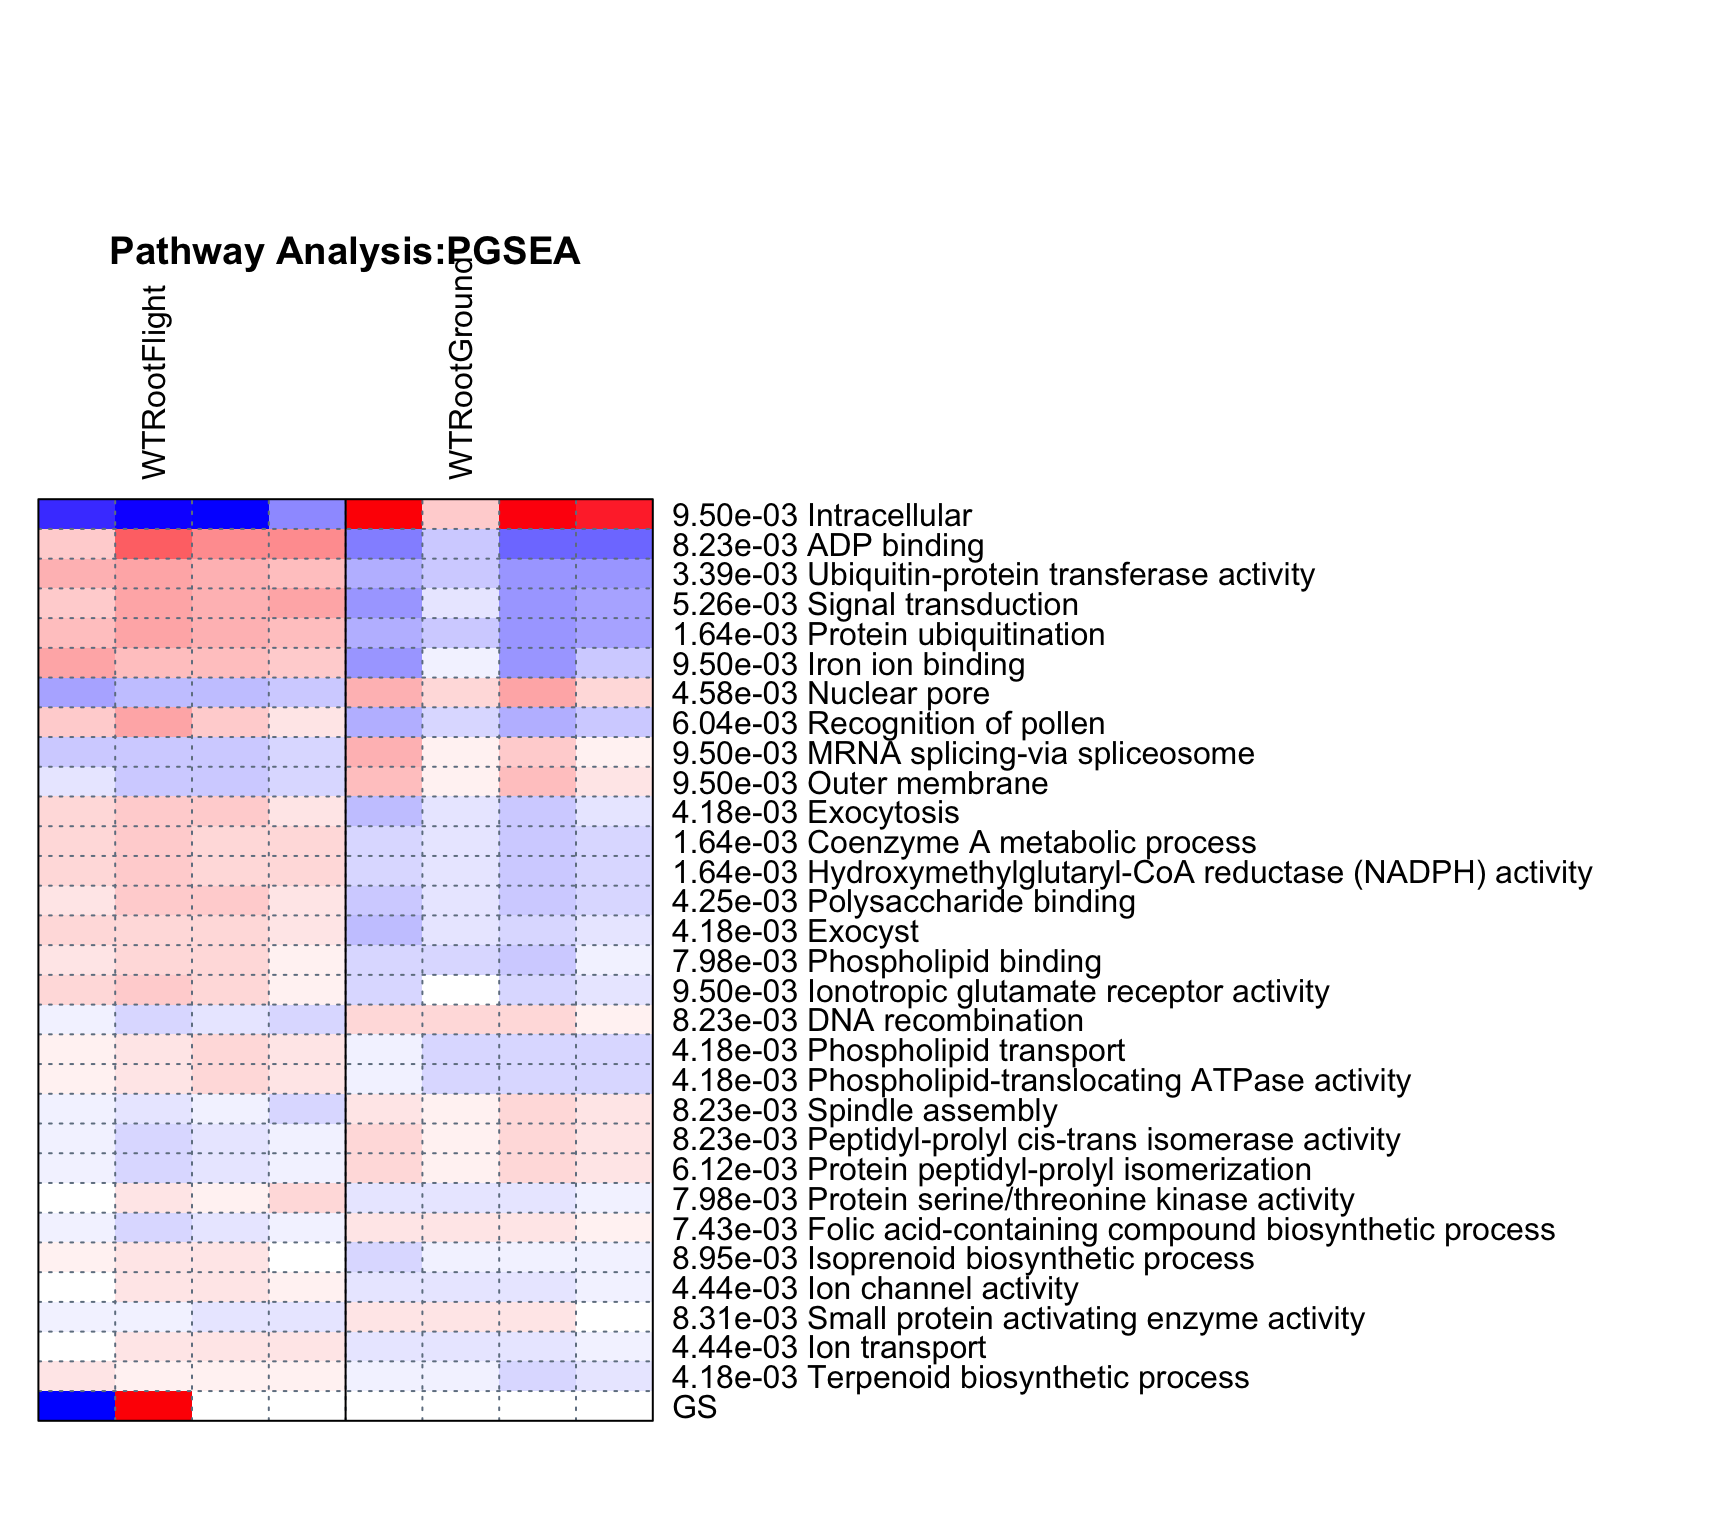 Pathway Analysis:PGSEA
WTRootFlight
WTRootGround
9.50e-03 Intracellular
8.23e-03 ADP binding
3.39e-03 Ubiquitin-protein transferase activity
5.26e-03 Signal transduction
1.64e-03 Protein ubiquitination
9.50e-03 Iron ion binding
4.58e-03 Nuclear pore
6.04e-03 Recognition of pollen
9.50e-03 MRNA splicing-via spliceosome
9.50e-03 Outer membrane
4.18e-03 Exocytosis
1.64e-03 Coenzyme A metabolic process
1.64e-03 Hydroxymethylglutaryl-CoA reductase (NADPH) activity
4.25e-03 Polysaccharide binding
4.18e-03 Exocyst
7.98e-03 Phospholipid binding
9.50e-03 Ionotropic glutamate receptor activity
8.23e-03 DNA recombination
4.18e-03 Phospholipid transport
4.18e-03 Phospholipid-translocating ATPase activity
8.23e-03 Spindle assembly
8.23e-03 Peptidyl-prolyl cis-trans isomerase activity
6.12e-03 Protein peptidyl-prolyl isomerization
7.98e-03 Protein serine/threonine kinase activity
7.43e-03 Folic acid-containing compound biosynthetic process
8.95e-03 Isoprenoid biosynthetic process
4.44e-03 Ion channel activity
8.31e-03 Small protein activating enzyme activity
4.44e-03 Ion transport
4.18e-03 Terpenoid biosynthetic process
GS